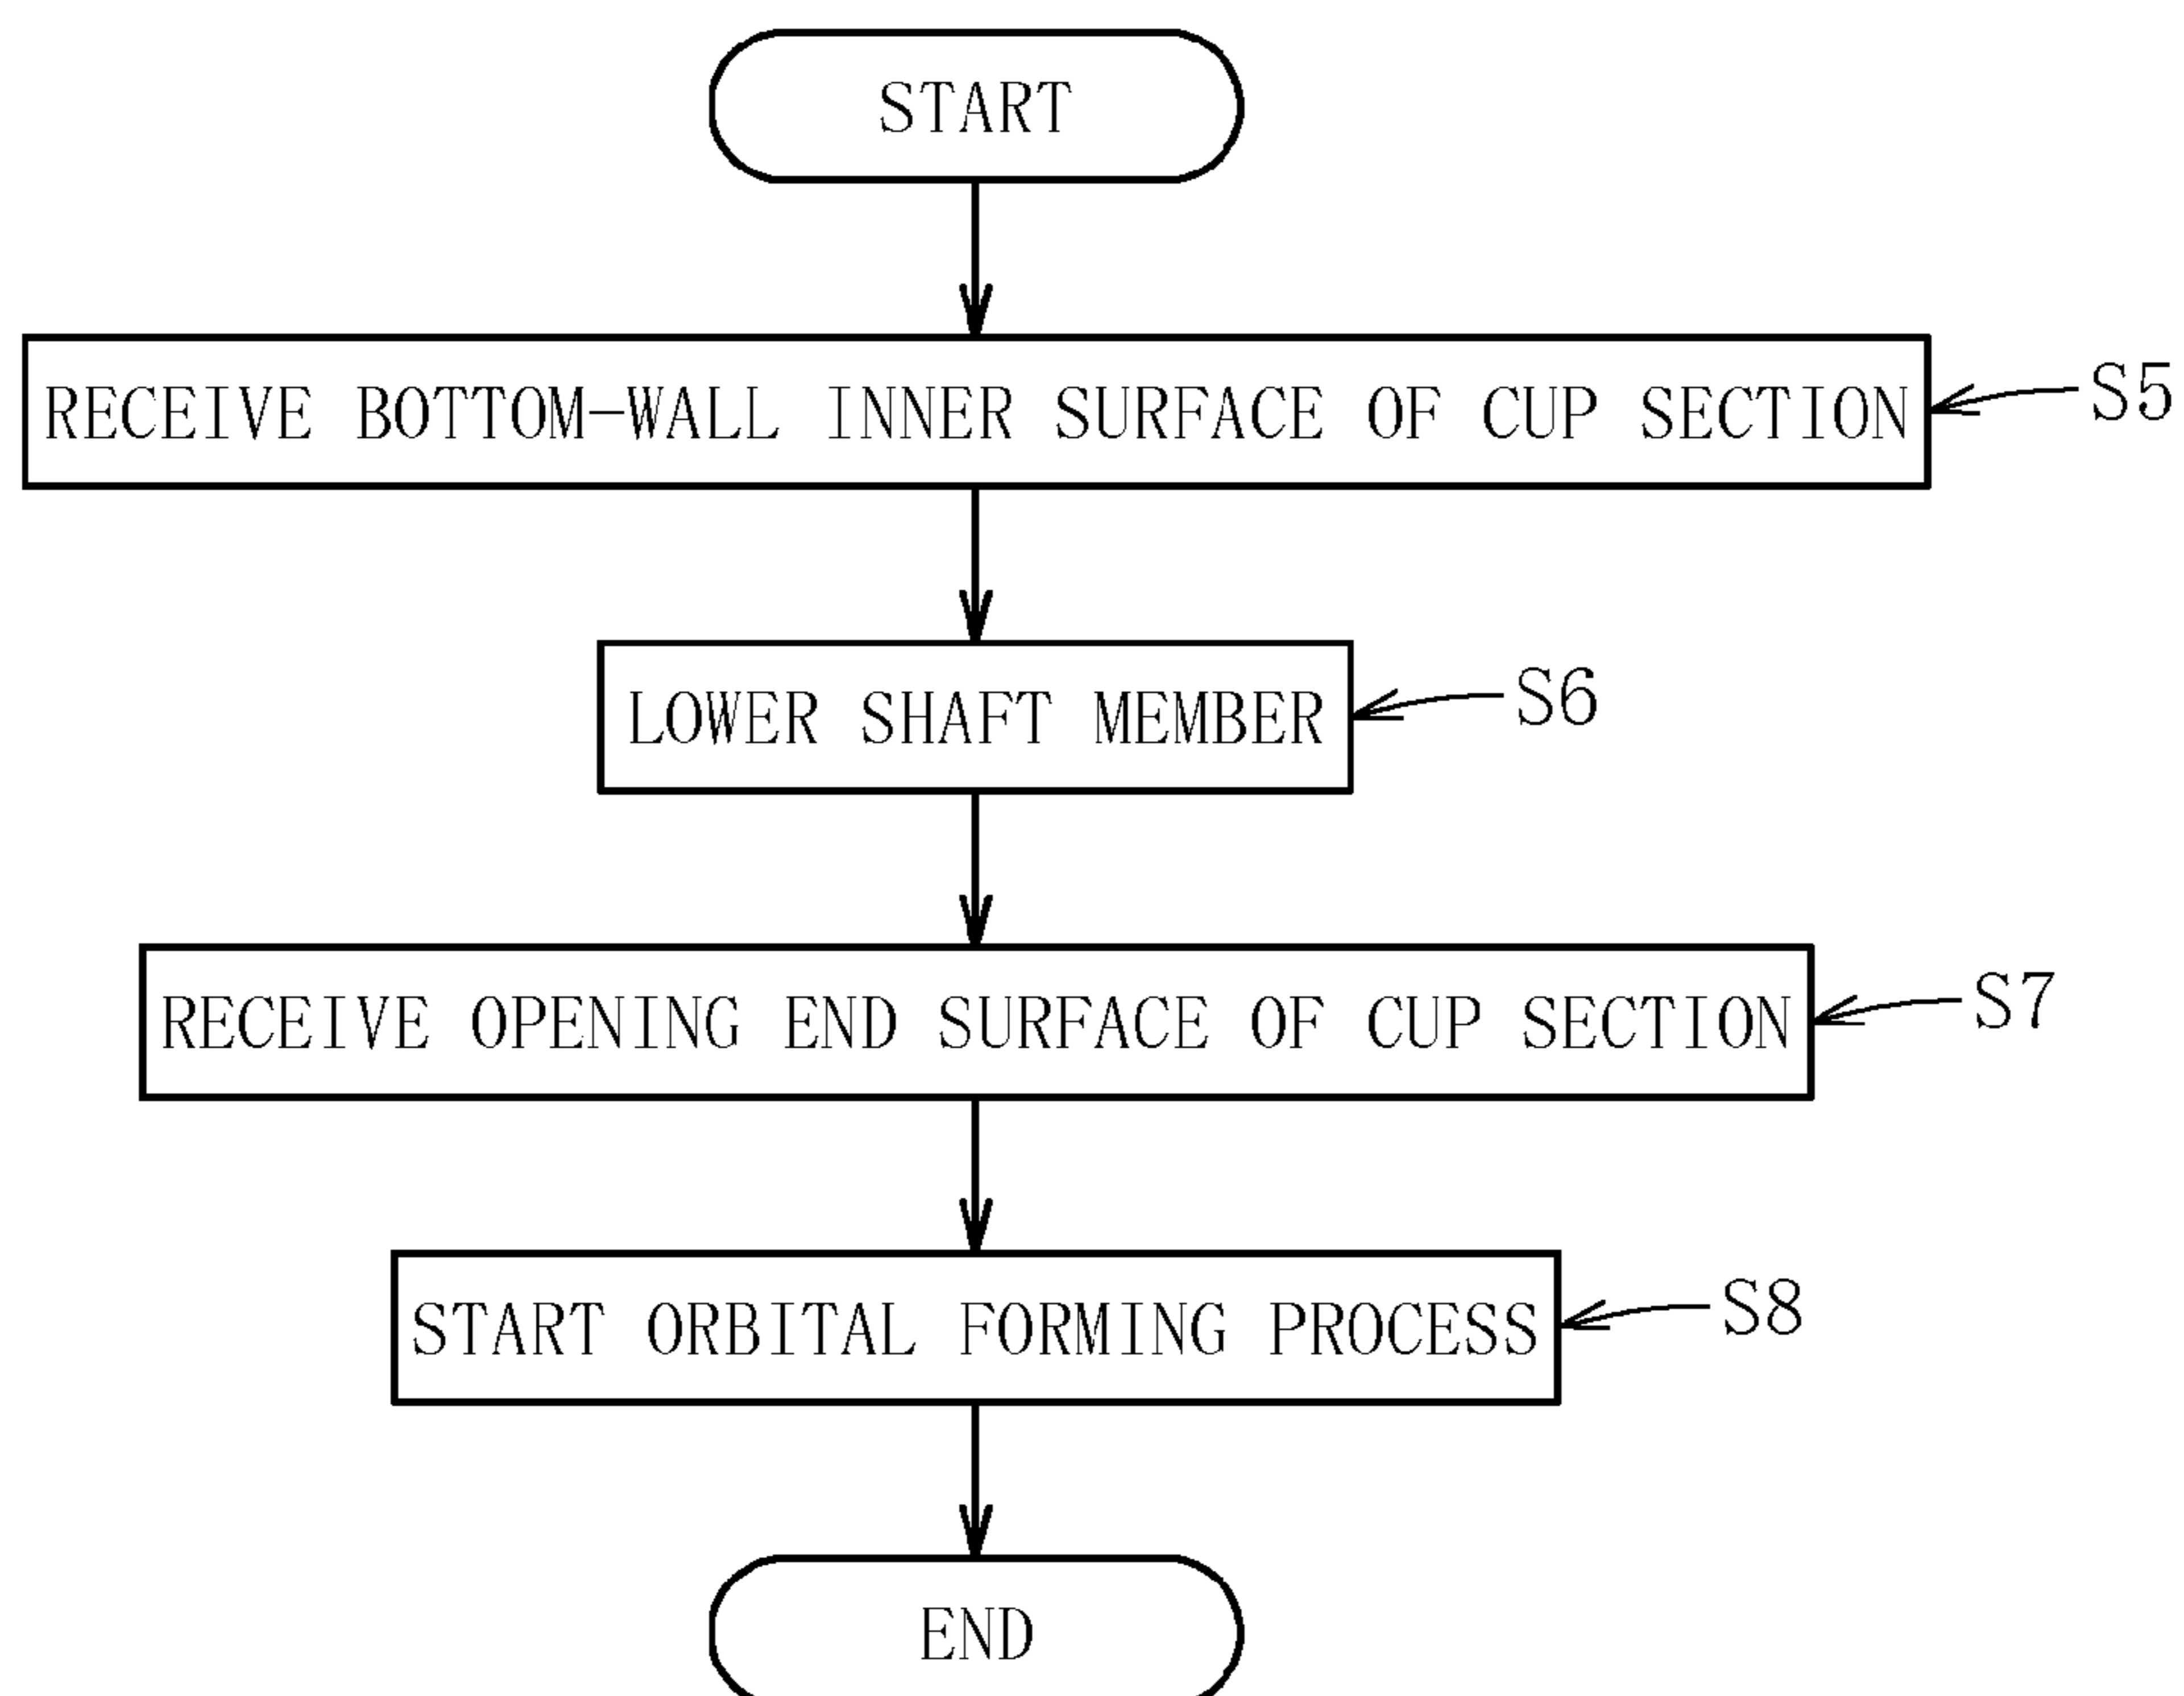 START
RECEIVE BOTTOM-WALL INNER SURFACE OF CUP SECTION
S5
LOWER SHAFT MEMBER
S6
RECEIVE OPENING END SURFACE OF CUP SECTION
S7
START ORBITAL FORMING PROCESS
S8
END